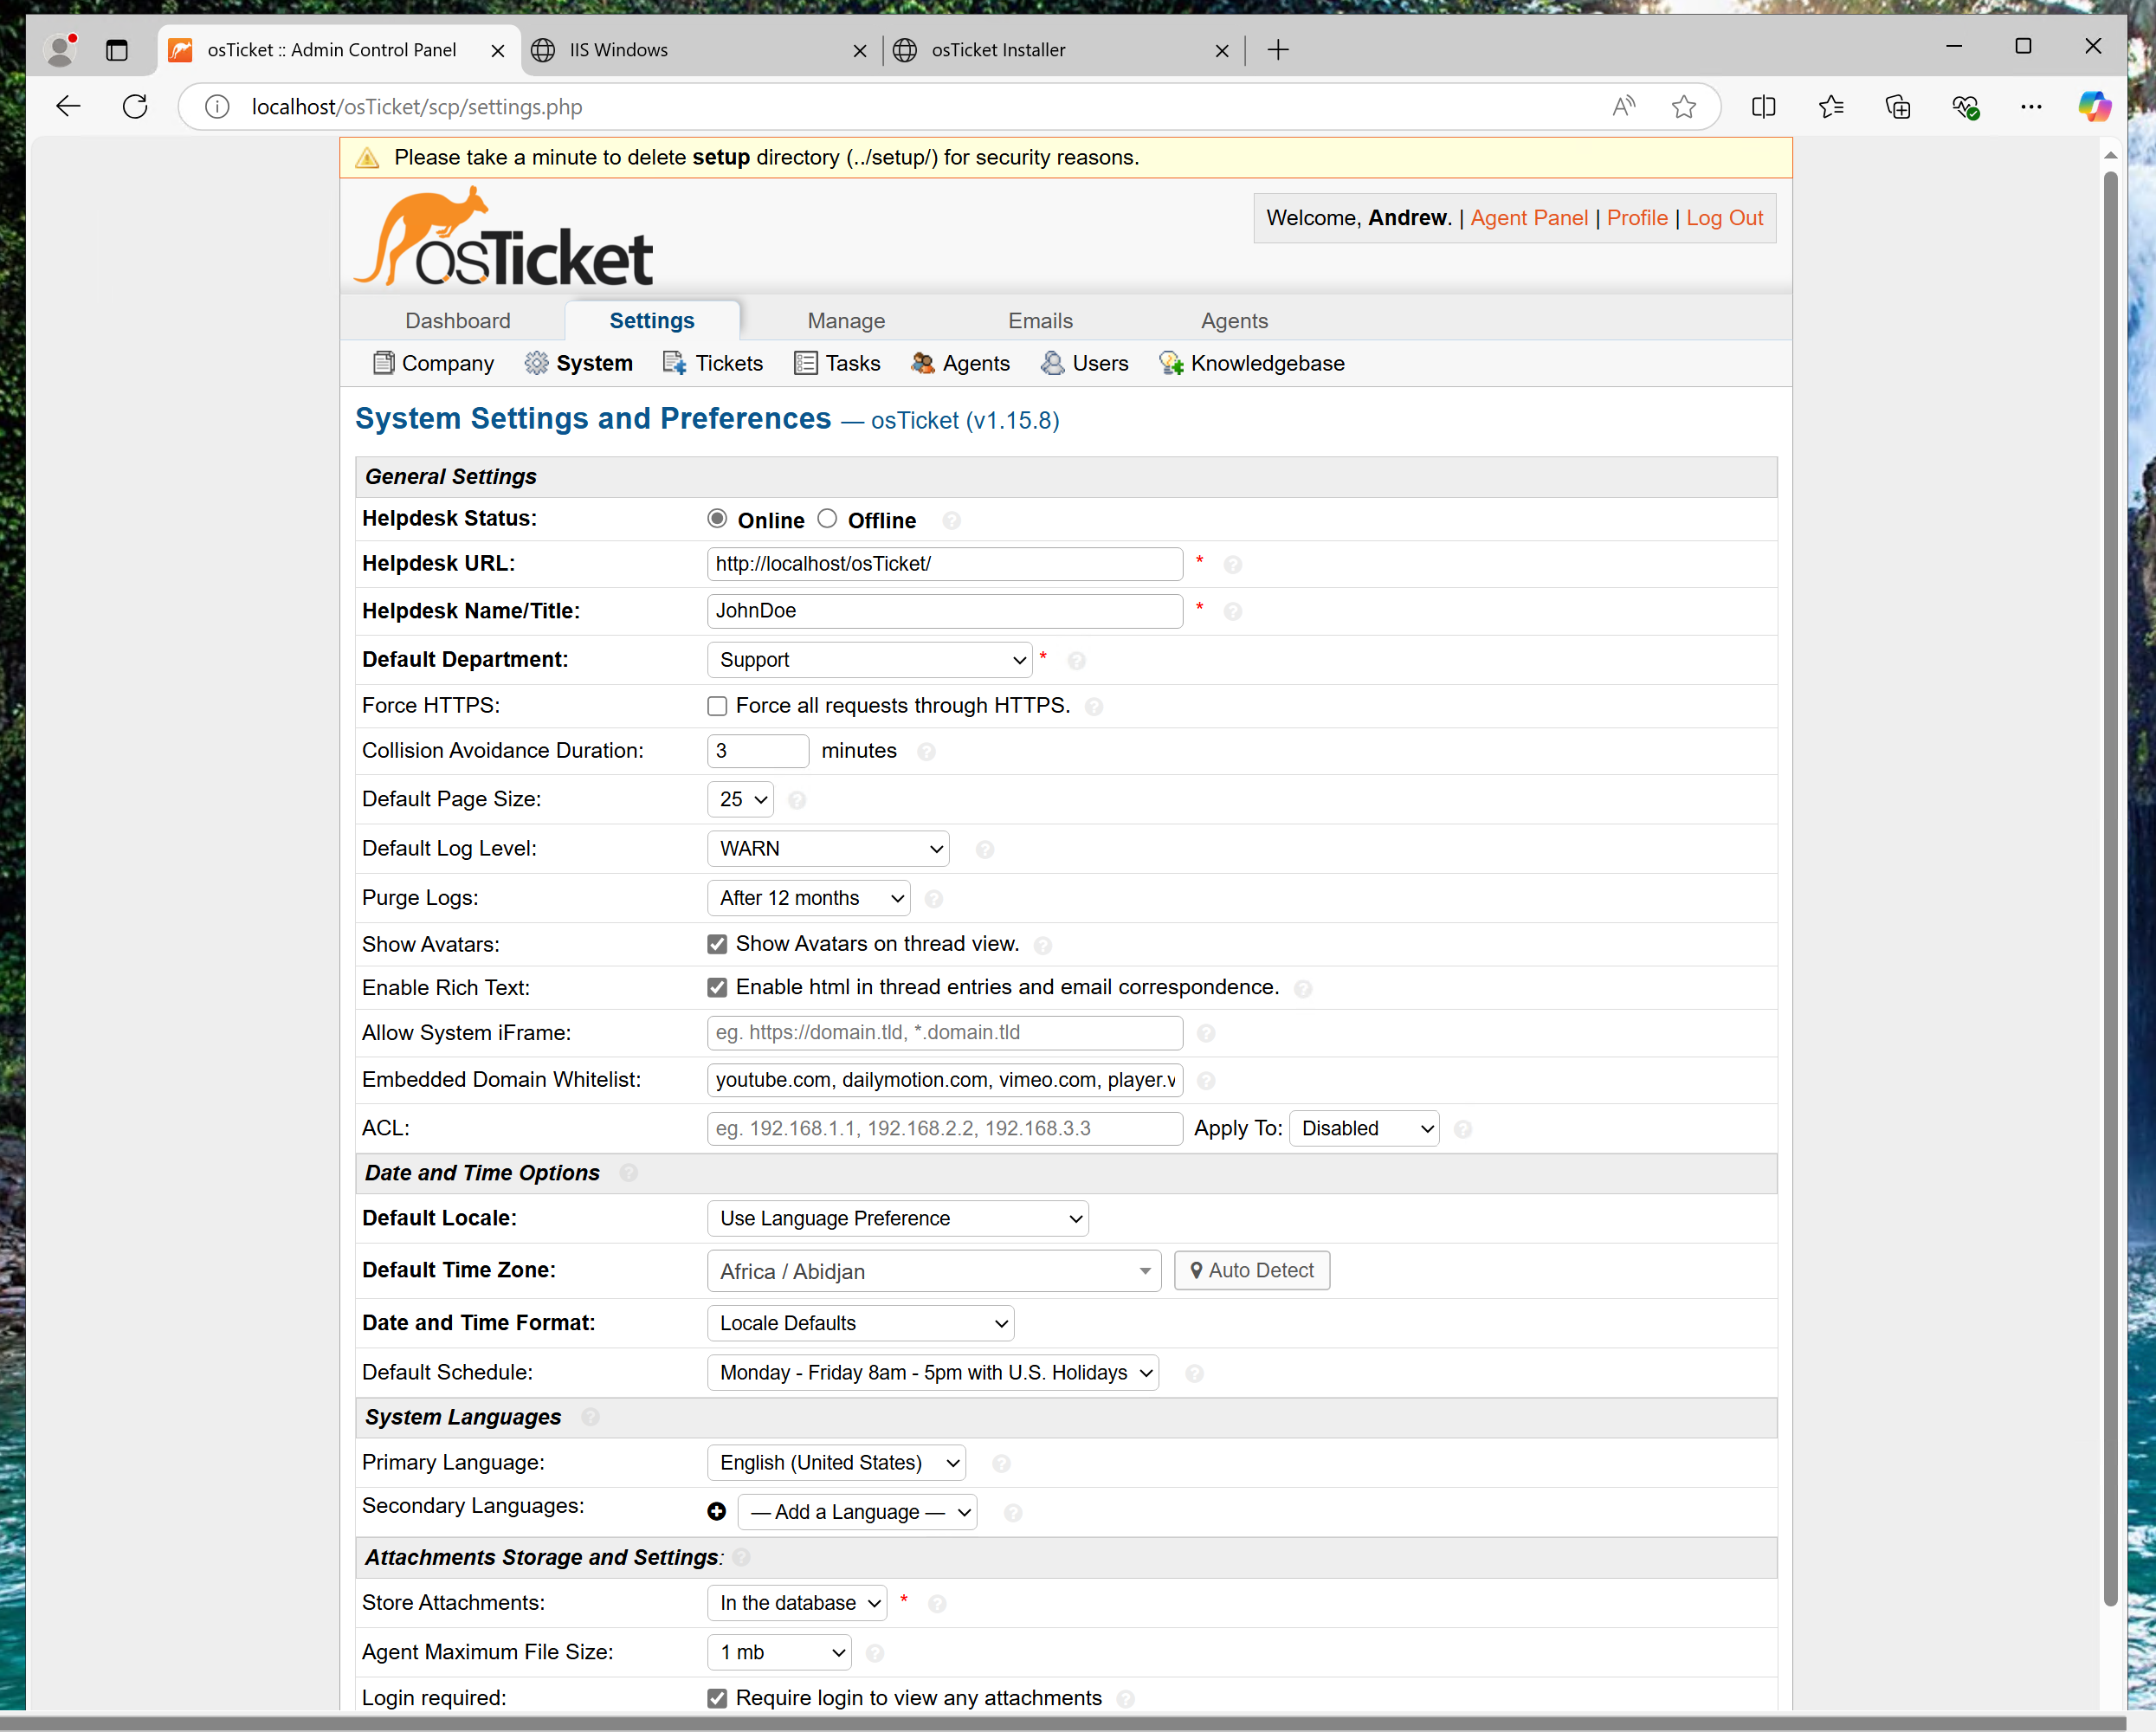 osTicket :: Admin Control Panel
IIS Windows
osTicket Installer
localhost/osTicket/scp/settings.php
Please take a minute to delete setup directory (../setup/) for security reasons.
osTicket
Welcome, Andrew. | Agent Panel | Profile | Log Out
Dashboard Settings Manage Emails Agents
Company System Tickets Tasks Agents Users Knowledgebase
System Settings and Preferences — osTicket (v1.15.8)
General Settings
Helpdesk Status: Online Offline
Helpdesk URL: http://localhost/osTicket/ *
Helpdesk Name/Title: JohnDoe *
Default Department: Support *
Force HTTPS: Force all requests through HTTPS.
Collision Avoidance Duration: 3 minutes
Default Page Size: 25
Default Log Level: WARN
Purge Logs: After 12 months
Show Avatars: Show Avatars on thread view.
Enable Rich Text: Enable html in thread entries and email correspondence.
Allow System iFrame: eg. https://domain.tld, *.domain.tld
Embedded Domain Whitelist: youtube.com, dailymotion.com, vimeo.com, player.v
ACL: eg. 192.168.1.1, 192.168.2.2, 192.168.3.3 Apply To: Disabled
Date and Time Options
Default Locale: Use Language Preference
Default Time Zone: Africa / Abidjan Auto Detect
Date and Time Format: Locale Defaults
Default Schedule: Monday - Friday 8am - 5pm with U.S. Holidays
System Languages
Primary Language: English (United States)
Secondary Languages: — Add a Language —
Attachments Storage and Settings:
Store Attachments: In the database *
Agent Maximum File Size: 1 mb
Login required: Require login to view any attachments